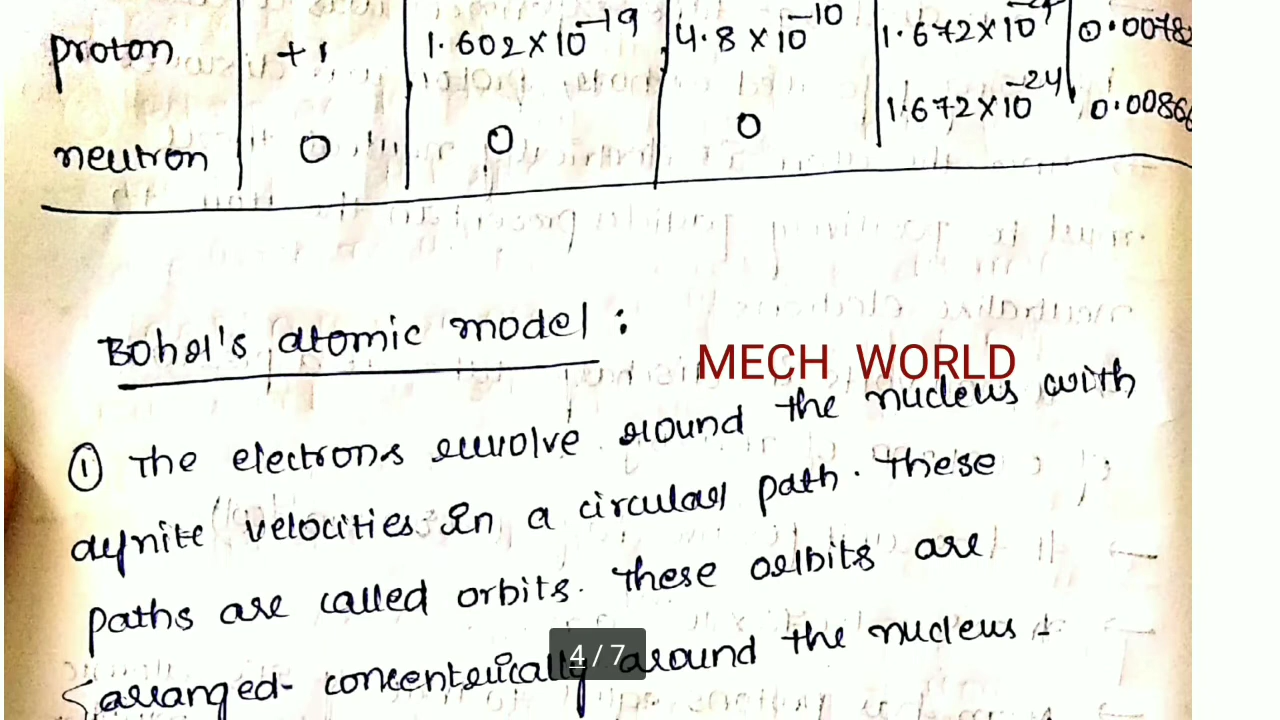 proton +1 1.602×10⁻¹⁹ 4.8×10⁻¹⁰ 1.672×10 0.0078
neutron 0 0 0 1.672×10⁻²⁴ 0.0086
Bohr's atomic model :
MECH WORLD
① The electrons revolve around the nucleus with
definite velocities in a circular path. These
paths are called orbits. These orbits are
arranged concentrically around the nucleus.
4 / 7